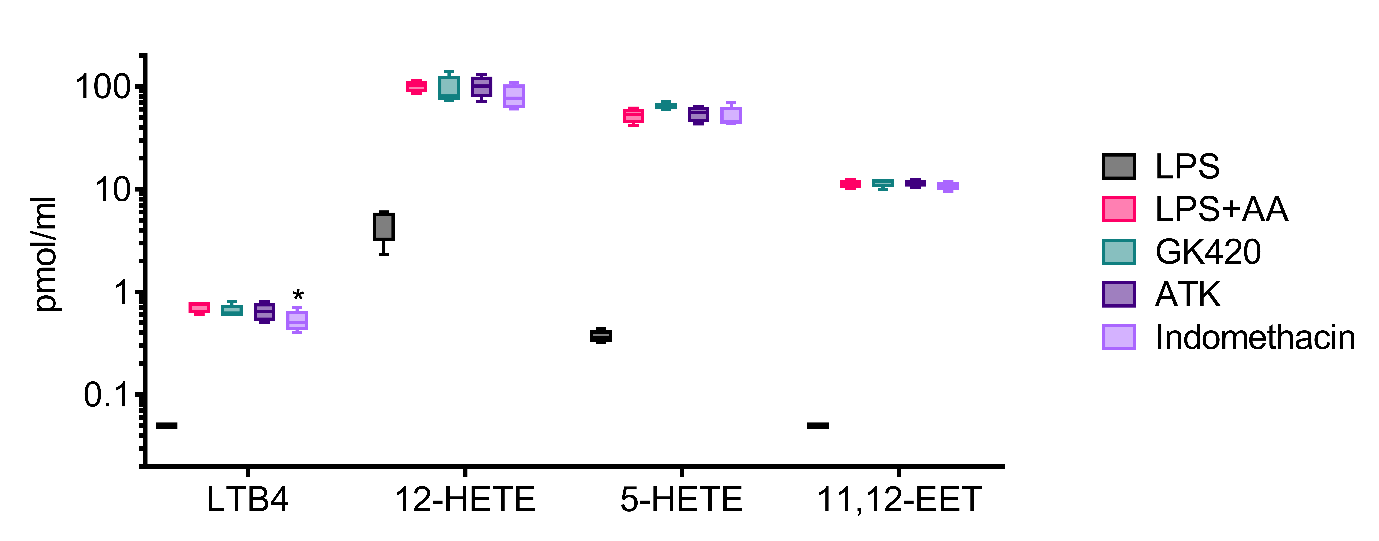 pmol/ml
100
10
1
0.1
*
LTB4
12-HETE
5-HETE
11,12-EET
LPS
LPS+AA
GK420
ATK
Indomethacin